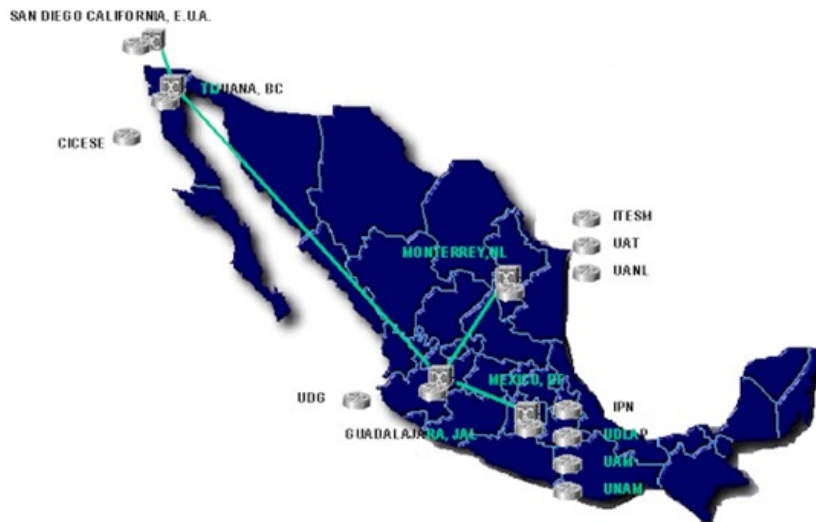 SAN DIEGO CALIFORNIA, E.U.A.
TIJUANA, BC
CICESE
ITESM
UAT
UANL
MONTERREY,NL
UDG
MEXICO, DF
GUADALAJARA, JAL
IPN
UDLAP
UAM
UNAM